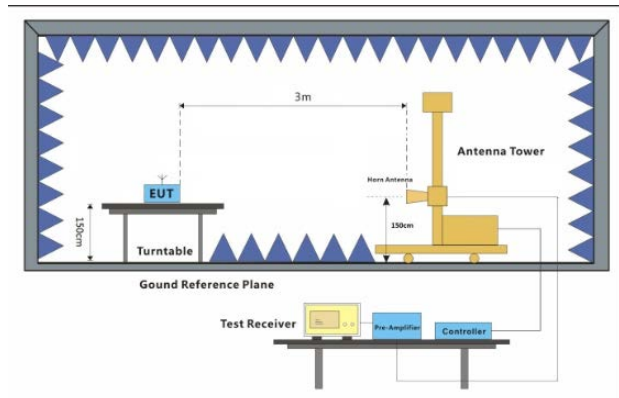 3m
Antenna Tower
Horn Antenna
EUT
150cm
150cm
Turntable
Gound Reference Plane
Test Receiver
Pre-Amplifier
Controller